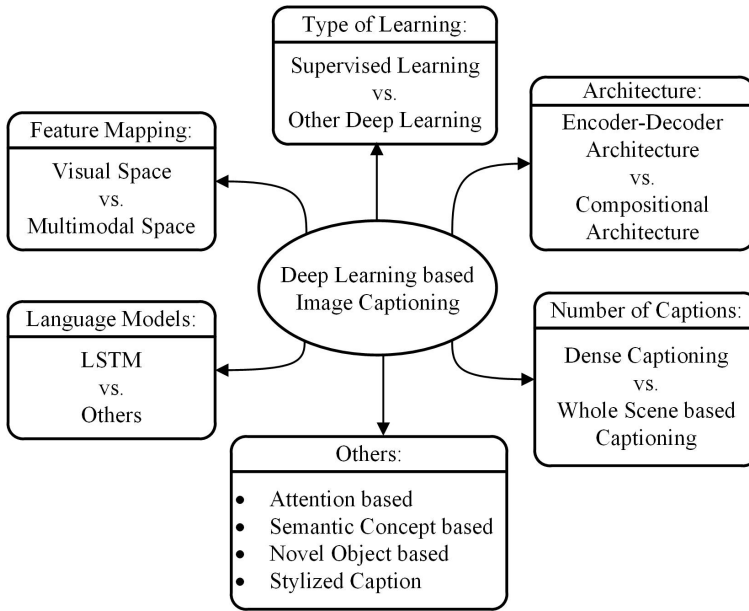 Type of Learning:
Supervised Learning
vs.
Other Deep Learning
Feature Mapping:
Visual Space
vs.
Multimodal Space
Architecture:
Encoder-Decoder
Architecture
vs.
Compositional
Architecture
Deep Learning based
Image Captioning
Language Models:
LSTM
vs.
Others
Number of Captions:
Dense Captioning
vs.
Whole Scene based
Captioning
Others:
• Attention based
• Semantic Concept based
• Novel Object based
• Stylized Caption